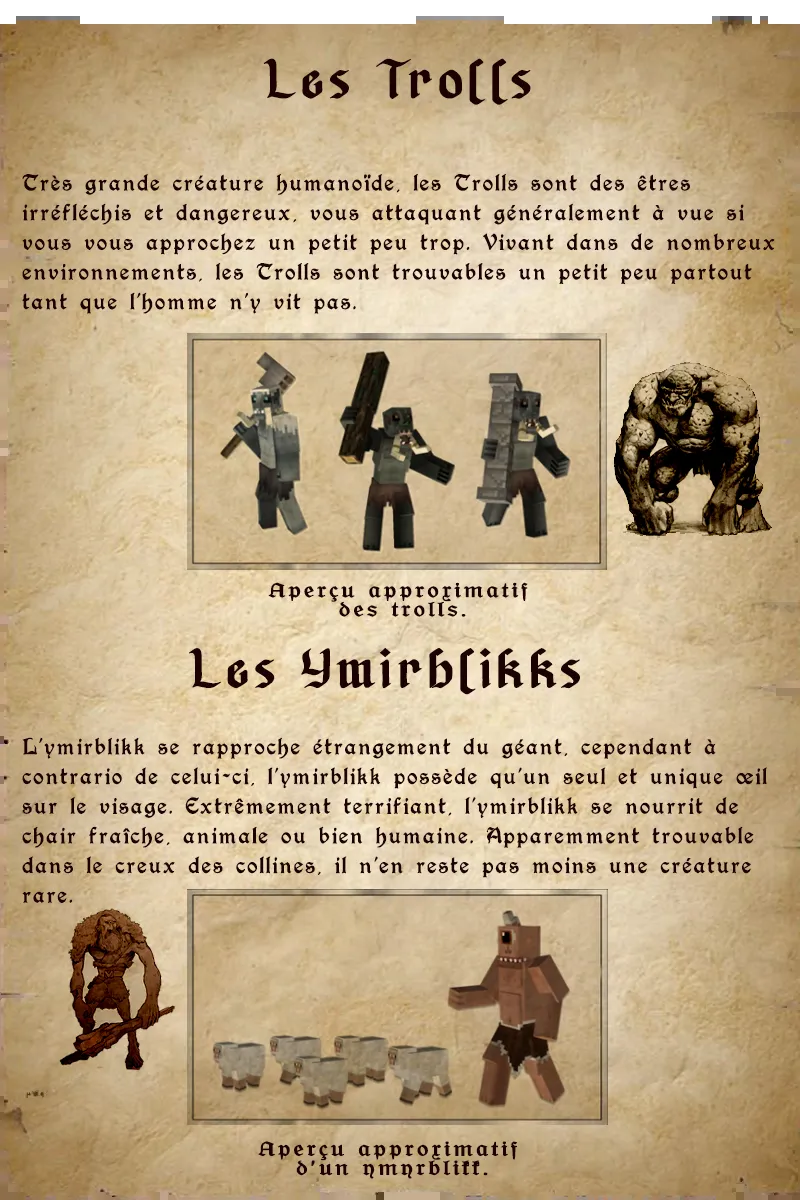 Les Trolls
Très grande créature humanoïde, les Trolls sont des êtres
irréfléchis et dangereux, vous attaquant généralement à vue si
vous vous approchez un petit peu trop. Vivant dans de nombreux
environnements, les Trolls sont trouvables un petit peu partout
tant que l'homme n'y vit pas.
Aperçu approximatif
des trolls.
Les Ymirblikks
L'ymirblikk se rapproche étrangement du géant, cependant à
contrario de celui-ci, l'ymirblikk possède qu'un seul et unique œil
sur le visage. Extrêmement terrifiant, l'ymirblikk se nourrit de
chair fraîche, animale ou bien humaine. Apparemment trouvable
dans le creux des collines, il n'en reste pas moins une créature
rare.
Aperçu approximatif
d'un ymyrblikk.